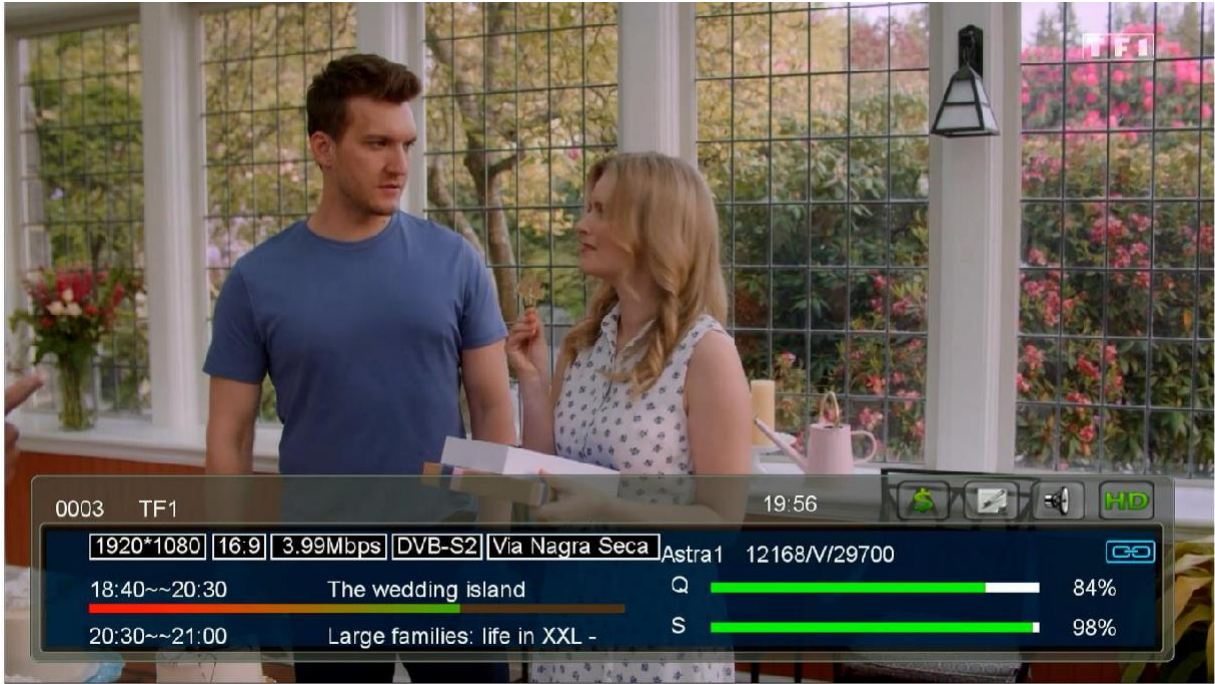 TF1
0003 TF1 19:56 $ HD
1920*1080 16:9 3.99Mbps DVB-S2 Via Nagra Seca Astra1 12168/V/29700
18:40~~20:30 The wedding island Q 84%
20:30~~21:00 Large families: life in XXL - S 98%